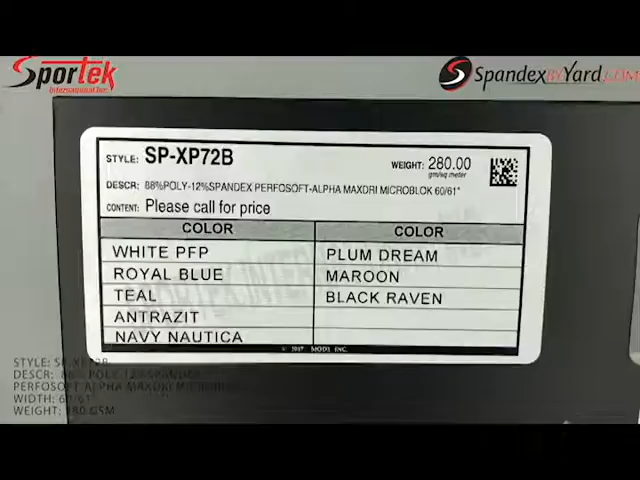 Sportek
International Inc.
SpandexByYard.COM
STYLE: SP-XP72B
WEIGHT: 280.00
gm/sq meter
DESCR: 88%POLY-12%SPANDEX PERFOSOFT-ALPHA MAXDRI MICROBLOK 60/61"
CONTENT: Please call for price
COLOR COLOR
WHITE PFP PLUM DREAM
ROYAL BLUE MAROON
TEAL BLACK RAVEN
ANTRAZIT
NAVY NAUTICA
© 2017 MOD2, INC.
STYLE: SP-XP72B
DESCR: 88% POLY-12%SPANDEX
PERFOSOFT-ALPHA MAXDRI MICROBLOK
WIDTH: 60/61"
WEIGHT: 280 GSM